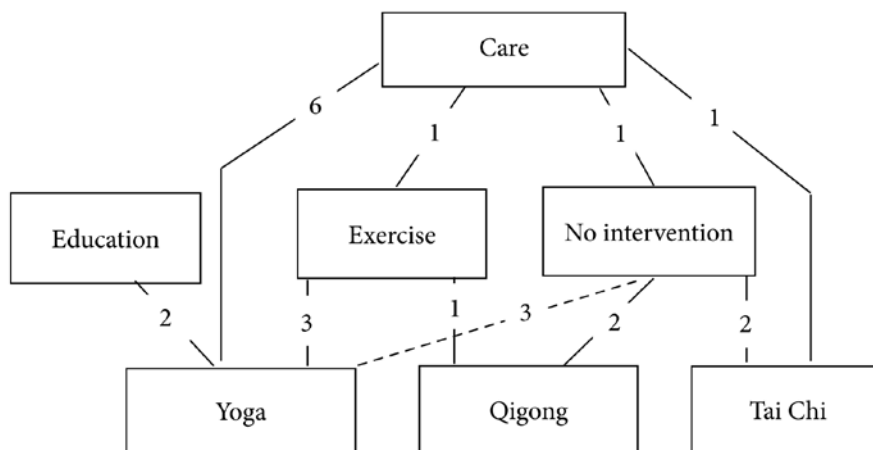 Care
6
1
1
1
Education
Exercise
No intervention
2
3
1
3
2
2
Yoga
Qigong
Tai Chi